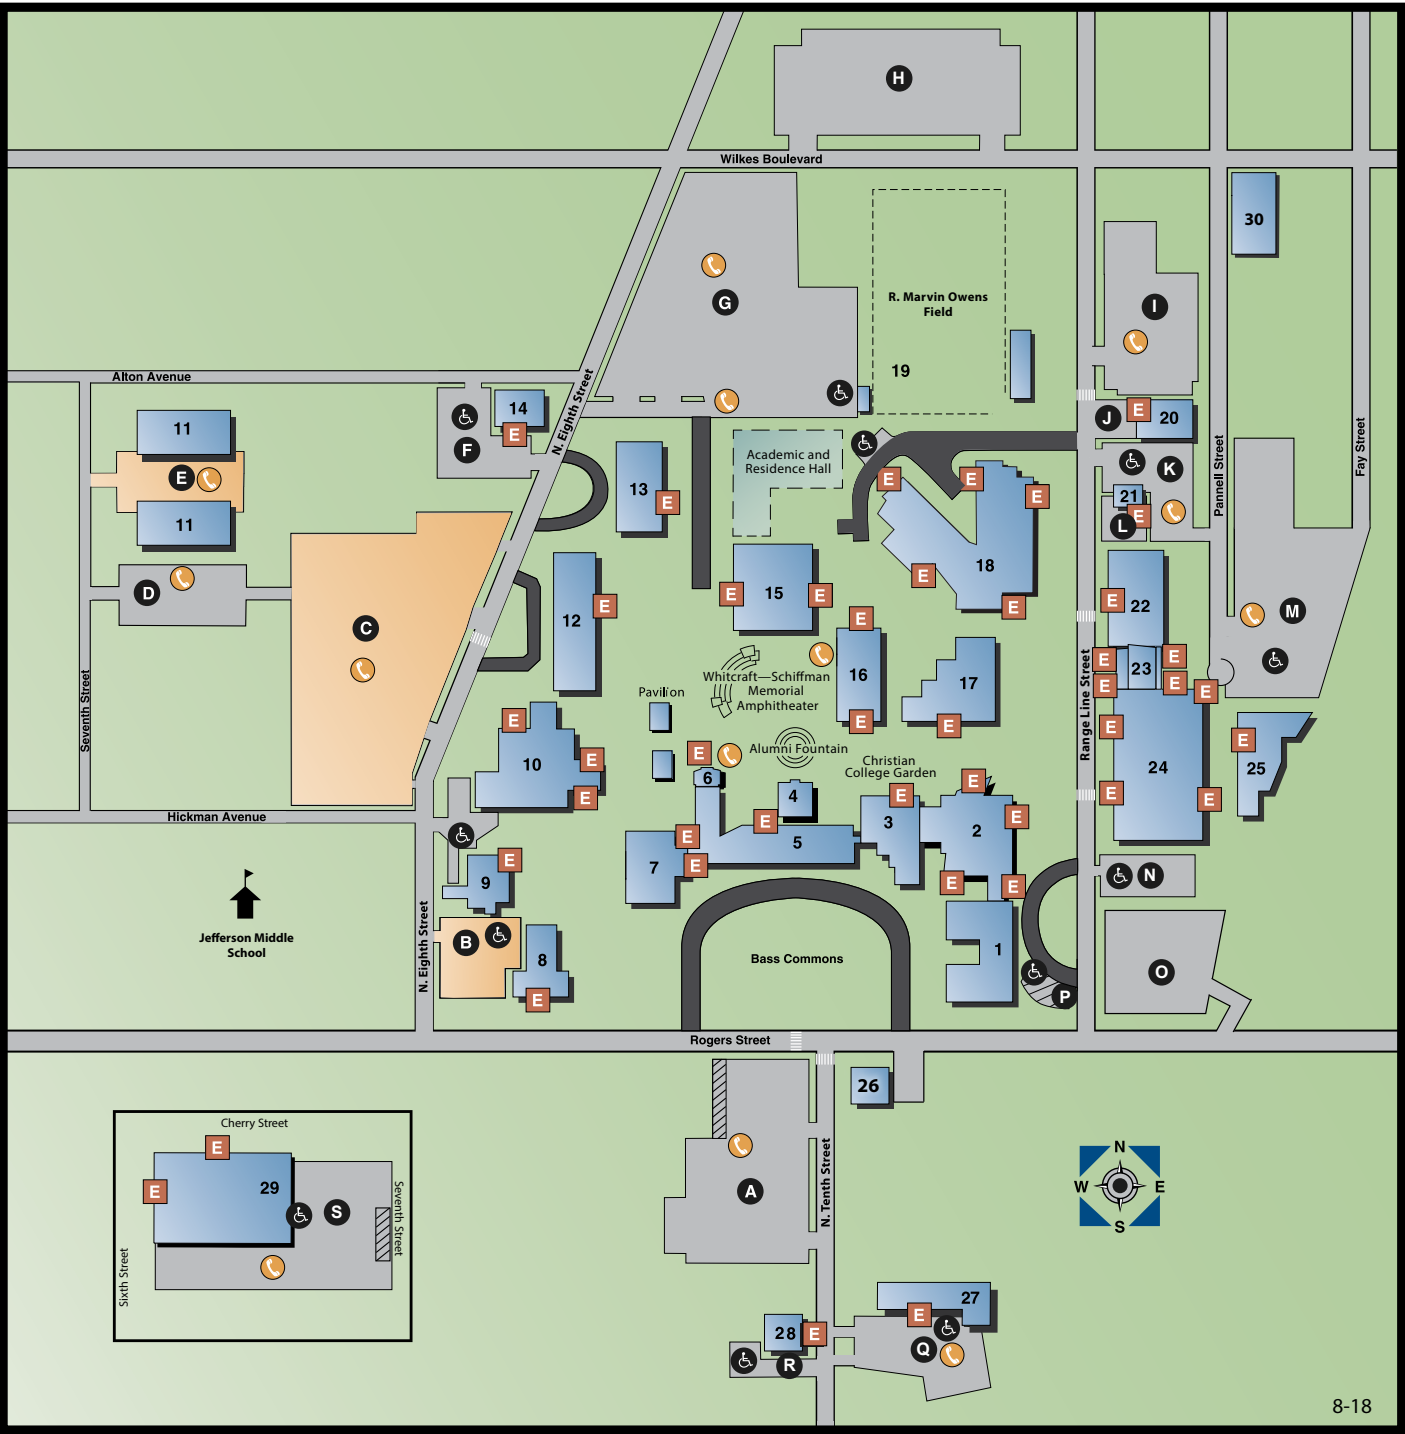 H
Wilkes Boulevard
30
G
R. Marvin Owens
Field
I
19
Alton Avenue
N. Eighth Street
14
E
F
J
E
20
11
E
11
Academic and
Residence Hall
Pannell Street
Fay Street
K
21
E
L
13
E
E
E
E
18
E
E
D
C
12
E
E
15
E
E
16
E
22
E
M
E
23
E
E
E
E
Whitcraft—Schiffman
Memorial
Amphitheater
17
E
Pavilion
Seventh Street
Range Line Street
E
10
E
E
E
6
Alumni Fountain
Christian
College Garden
E
E
24
E
E
E
25
4
E
3
E
2
E
E
E
5
E
E
7
Hickman Avenue
E
9
N
Jefferson Middle
School
N. Eighth Street
B
8
E
Bass Commons
1
P
O
Rogers Street
26
Cherry Street
E
E
29
S
Sixth Street
Seventh Street
A
N. Tenth Street
N
W
E
S
27
E
Q
28
E
R
8-18